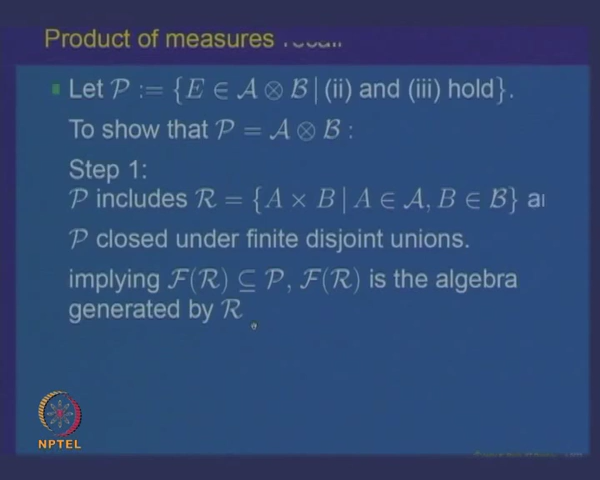 Product of measures recall
Let 𝒫 := {E ∈ 𝒜 ⊗ ℬ | (ii) and (iii) hold}.
To show that 𝒫 = 𝒜 ⊗ ℬ :
Step 1:
𝒫 includes ℛ = {A × B | A ∈ 𝒜, B ∈ ℬ}
𝒫 closed under finite disjoint unions.
implying ℱ(ℛ) ⊆ 𝒫, ℱ(ℛ) is the algebra
generated by ℛ
NPTEL